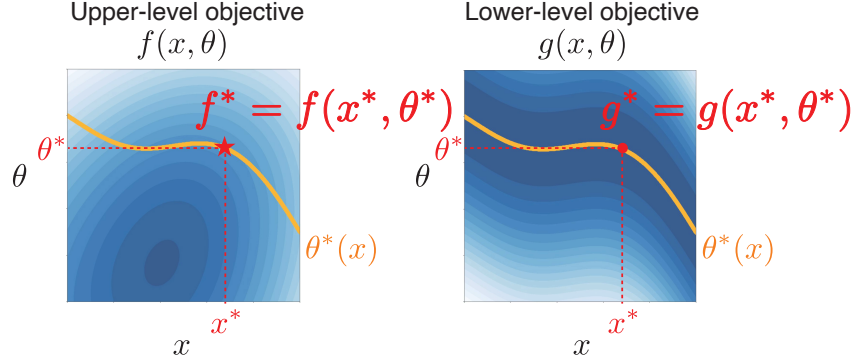 Upper-level objective
f(x, θ)
f* = f(x*, θ*)
θ*
θ
θ*(x)
x*
x
Lower-level objective
g(x, θ)
g* = g(x*, θ*)
θ*
θ
θ*(x)
x*
x